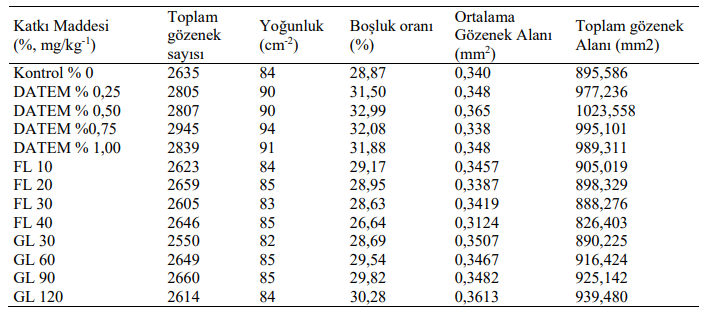 Katkı Maddesi (%, mg/kg-1) Toplam gözenek sayısı Yoğunluk (cm-2) Boşluk oranı (%) Ortalama Gözenek Alanı (mm2) Toplam gözenek Alanı (mm2)
Kontrol % 0 2635 84 28,87 0,340 895,586
DATEM % 0,25 2805 90 31,50 0,348 977,236
DATEM % 0,50 2807 90 32,99 0,365 1023,558
DATEM %0,75 2945 94 32,08 0,338 995,101
DATEM % 1,00 2839 91 31,88 0,348 989,311
FL 10 2623 84 29,17 0,3457 905,019
FL 20 2659 85 28,95 0,3387 898,329
FL 30 2605 83 28,63 0,3419 888,276
FL 40 2646 85 26,64 0,3124 826,403
GL 30 2550 82 28,69 0,3507 890,225
GL 60 2649 85 29,54 0,3467 916,424
GL 90 2660 85 29,82 0,3482 925,142
GL 120 2614 84 30,28 0,3613 939,480